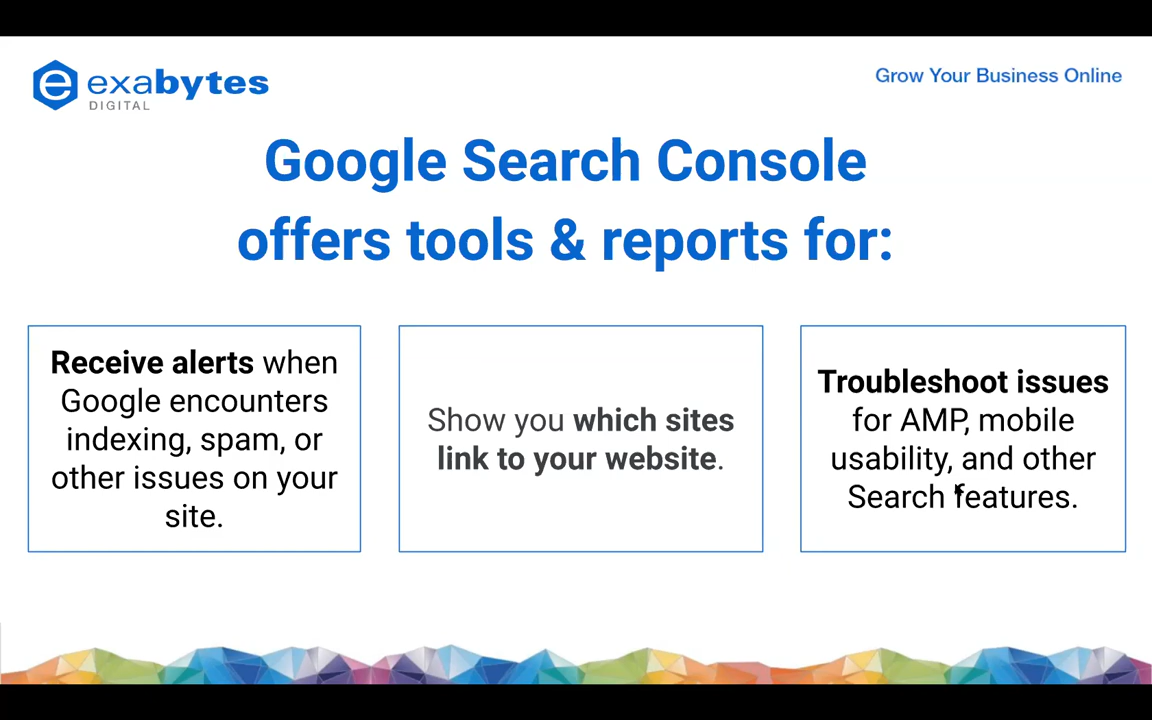 exabytes
DIGITAL
Grow Your Business Online
Google Search Console
offers tools & reports for:
Receive alerts when
Google encounters
indexing, spam, or
other issues on your
site.
Show you which sites
link to your website.
Troubleshoot issues
for AMP, mobile
usability, and other
Search features.